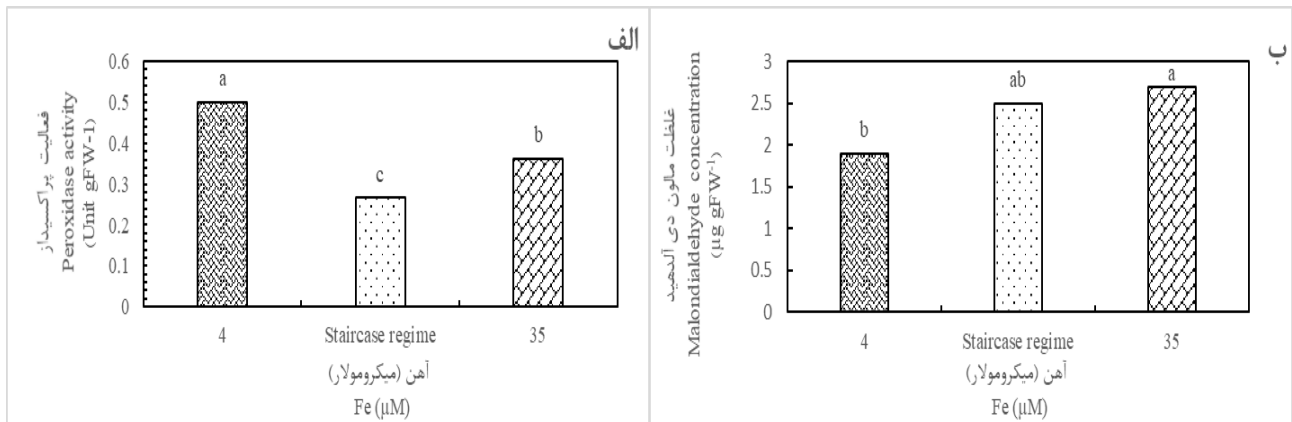 الف
فعالیت پراکسیداز
Peroxidase activity
(Unit gFW-1)
0.6
0.5
0.4
0.3
0.2
0.1
0
a
c
b
4
Staircase regime
35
آهن (میکرومولار)
Fe (µM)
ب
غلظت مالون دی آلدهید
Malondialdehyde concentration
(µg gFW⁻¹)
3
2.5
2
1.5
1
0.5
0
b
ab
a
4
Staircase regime
35
آهن (میکرومولار)
Fe (µM)